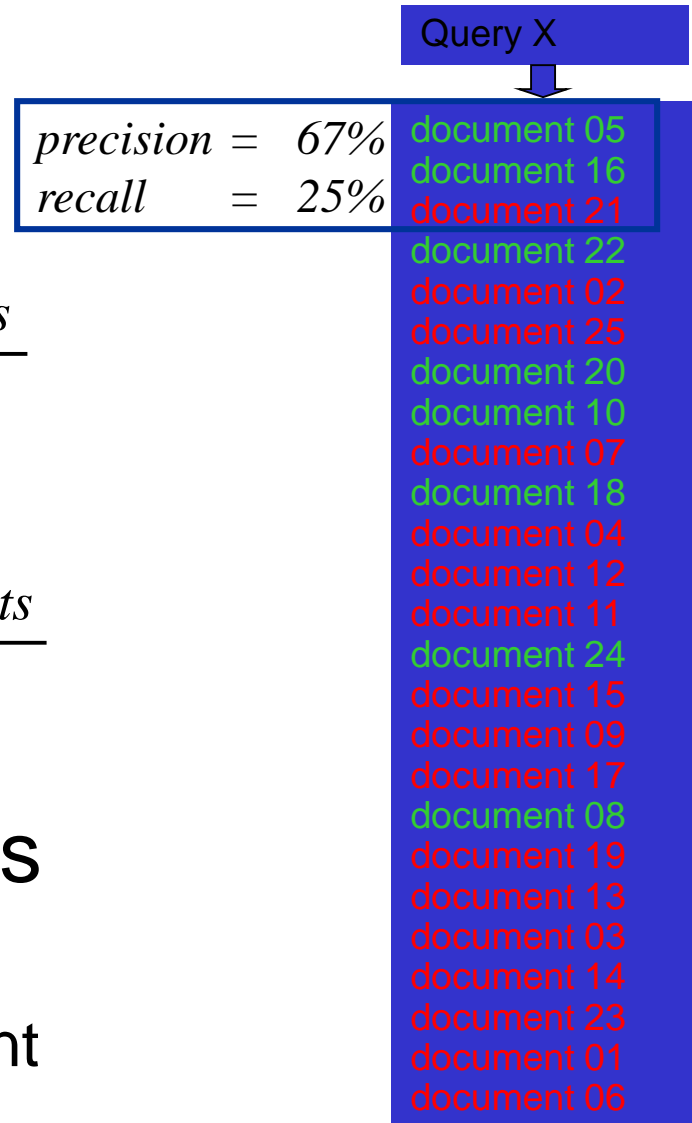 Query X
precision = 67%
recall = 25%
document 05
document 16
document 21
document 22
document 02
document 25
document 20
document 10
document 07
document 18
document 04
document 12
document 11
document 24
document 15
document 09
document 17
document 08
document 19
document 13
document 03
document 14
document 23
document 01
document 06
s
ts
s
nt